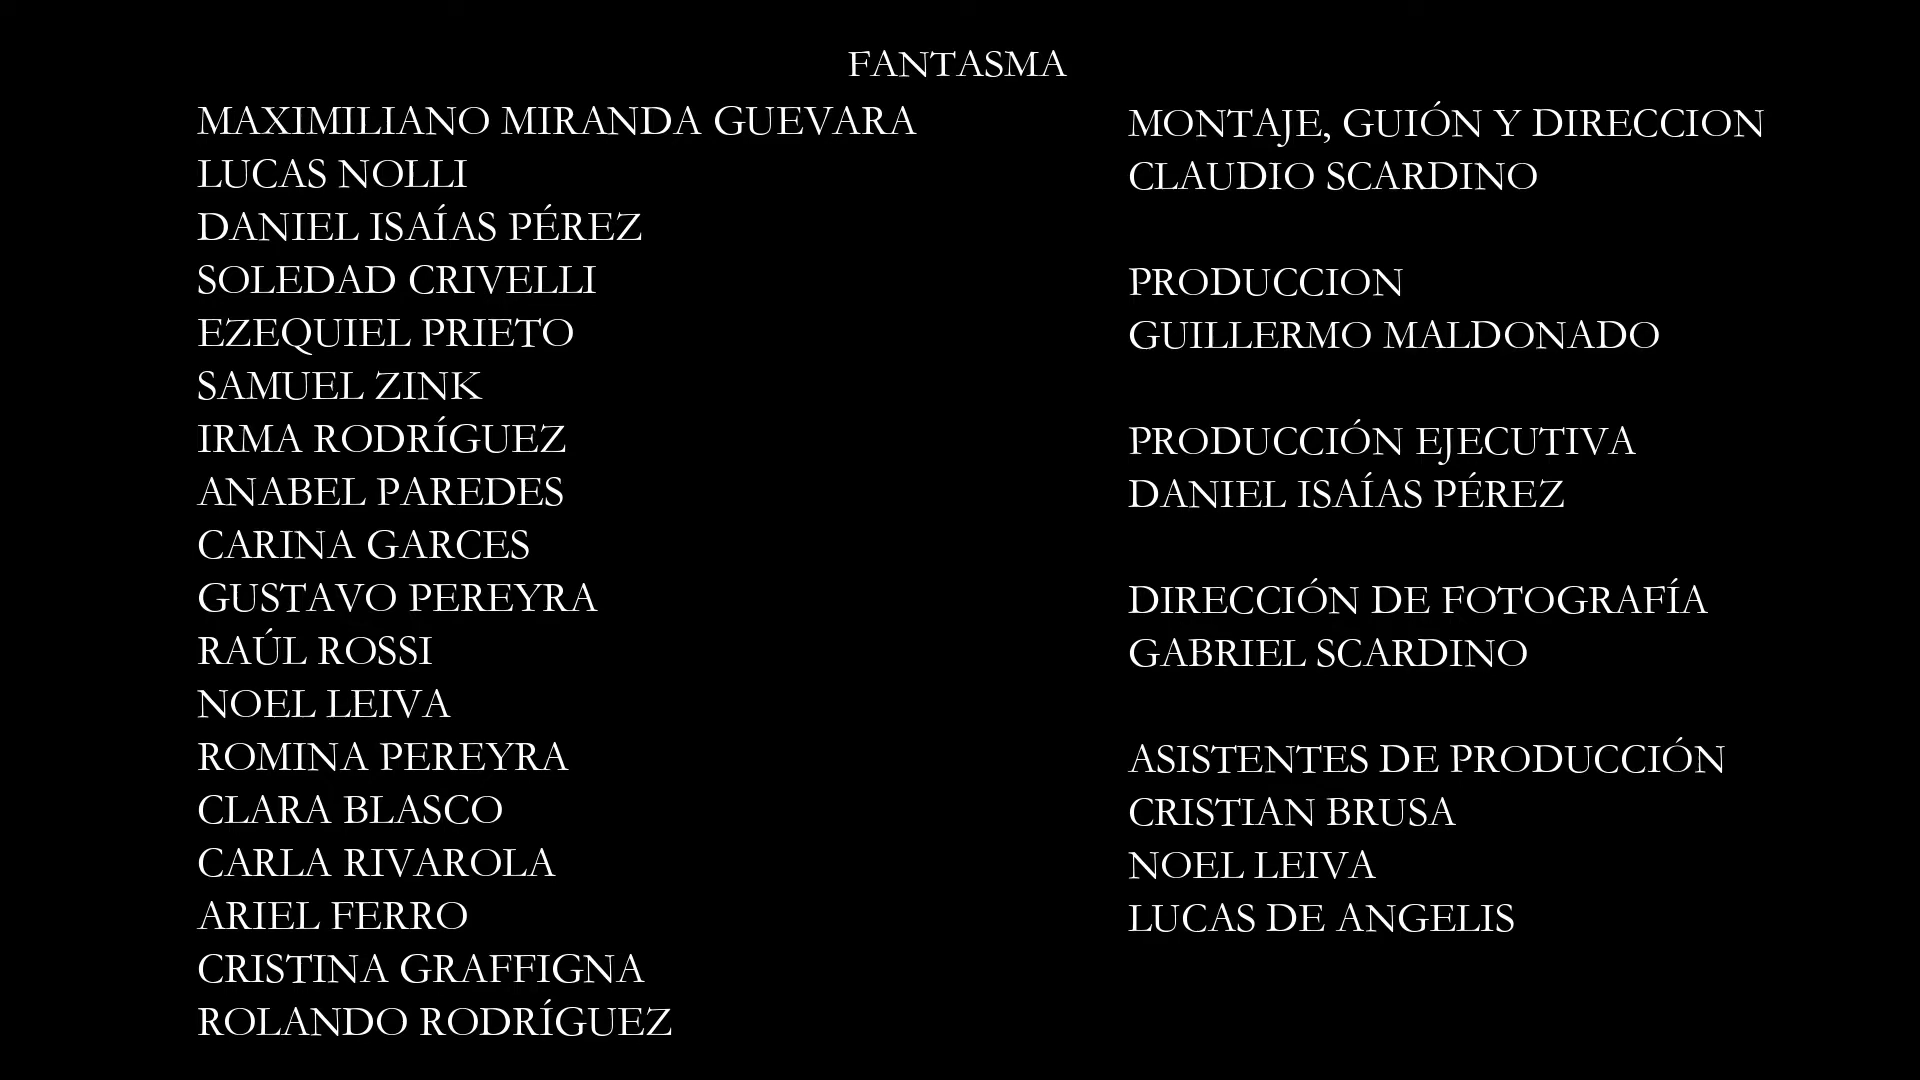 FANTASMA
MAXIMILIANO MIRANDA GUEVARA
LUCAS NOLLI
DANIEL ISAÍAS PÉREZ
SOLEDAD CRIVELLI
EZEQUIEL PRIETO
SAMUEL ZINK
IRMA RODRÍGUEZ
ANABEL PAREDES
CARINA GARCES
GUSTAVO PEREYRA
RAÚL ROSSI
NOEL LEIVA
ROMINA PEREYRA
CLARA BLASCO
CARLA RIVAROLA
ARIEL FERRO
CRISTINA GRAFFIGNA
ROLANDO RODRÍGUEZ
MONTAJE, GUIÓN Y DIRECCION
CLAUDIO SCARDINO
PRODUCCION
GUILLERMO MALDONADO
PRODUCCIÓN EJECUTIVA
DANIEL ISAÍAS PÉREZ
DIRECCIÓN DE FOTOGRAFÍA
GABRIEL SCARDINO
ASISTENTES DE PRODUCCIÓN
CRISTIAN BRUSA
NOEL LEIVA
LUCAS DE ANGELIS